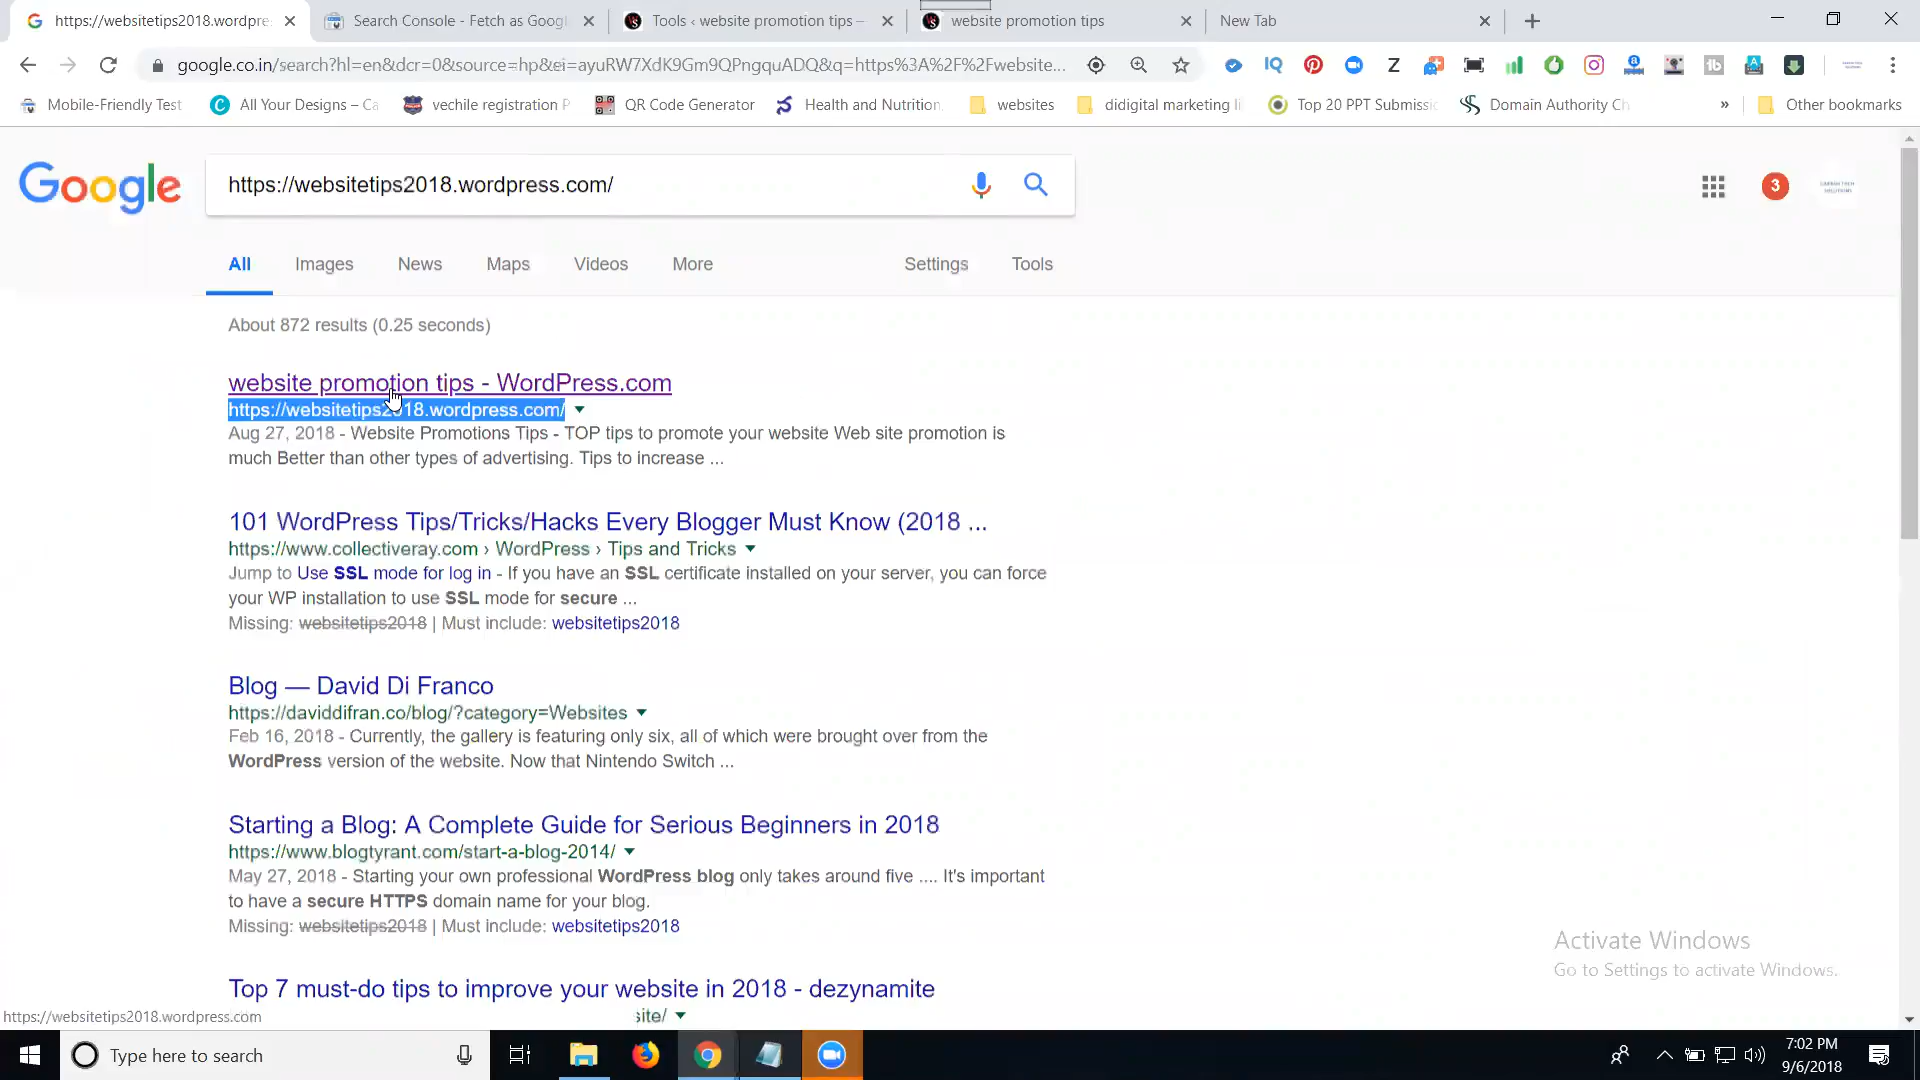 https://websitetips2018.wordpre
Search Console - Fetch as Googl
Tools ‹ website promotion tips —
website promotion tips
New Tab
google.co.in/search?hl=en&dcr=0&source=hp&ei=ayuRW7XdK9Gm9QPngquADQ&q=https%3A%2F%2Fwebsite...
Mobile-Friendly Test
All Your Designs – Ca
vechile registration P
QR Code Generator
Health and Nutrition
websites
didigital marketing li
Top 20 PPT Submissi
Domain Authority Ch
»
Other bookmarks
Google
https://websitetips2018.wordpress.com/
3
All
Images
News
Maps
Videos
More
Settings
Tools
About 872 results (0.25 seconds)
website promotion tips - WordPress.com
https://websitetips2018.wordpress.com/
Aug 27, 2018 - Website Promotions Tips - TOP tips to promote your website Web site promotion is
much Better than other types of advertising. Tips to increase ...
101 WordPress Tips/Tricks/Hacks Every Blogger Must Know (2018 ...
https://www.collectiveray.com › WordPress › Tips and Tricks
Jump to Use SSL mode for log in - If you have an SSL certificate installed on your server, you can force
your WP installation to use SSL mode for secure ...
Missing: websitetips2018 | Must include: websitetips2018
Blog — David Di Franco
https://daviddifran.co/blog/?category=Websites
Feb 16, 2018 - Currently, the gallery is featuring only six, all of which were brought over from the
WordPress version of the website. Now that Nintendo Switch ...
Starting a Blog: A Complete Guide for Serious Beginners in 2018
https://www.blogtyrant.com/start-a-blog-2014/
May 27, 2018 - Starting your own professional WordPress blog only takes around five .... It's important
to have a secure HTTPS domain name for your blog.
Missing: websitetips2018 | Must include: websitetips2018
Top 7 must-do tips to improve your website in 2018 - dezynamite
site/
https://websitetips2018.wordpress.com
Activate Windows
Go to Settings to activate Windows.
Type here to search
7:02 PM
9/6/2018